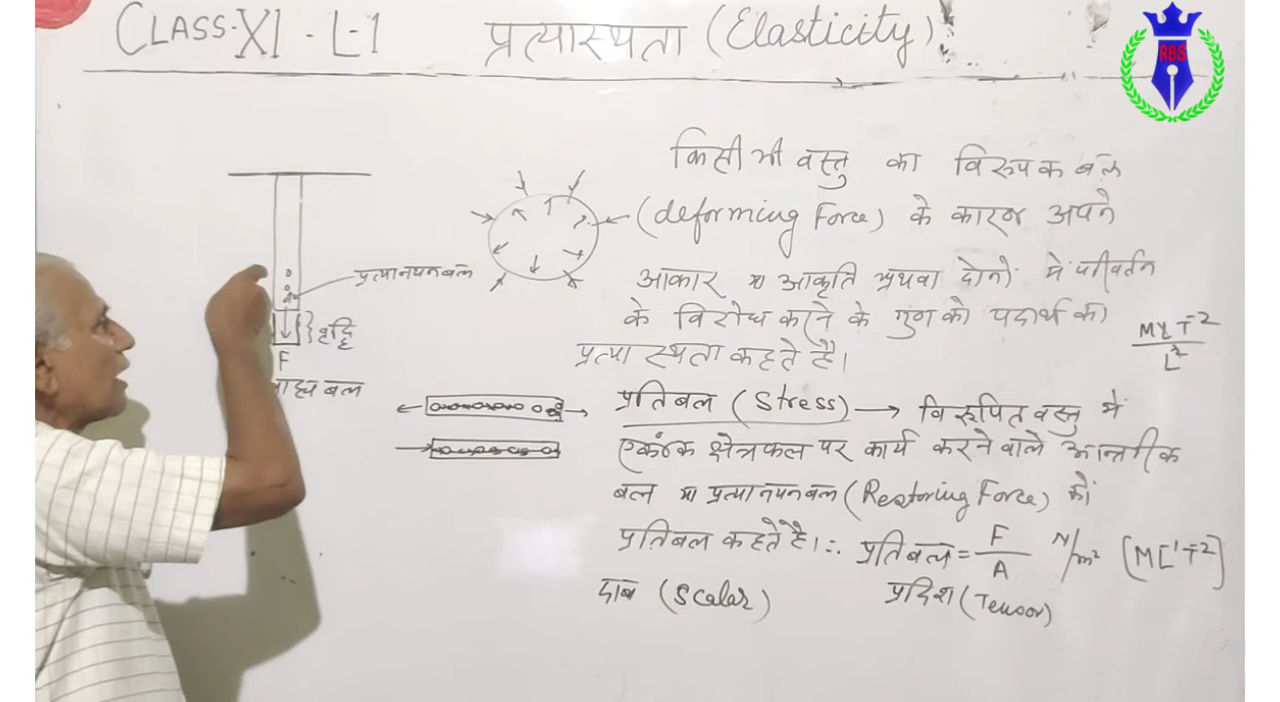 CLASS-XI - L-1 प्रत्यास्थता (Elasticity)
RBS
किसी भी वस्तु का विरुपक बल
(deforming Force) के कारण अपने
आकार या आकृति अथवा दोनों में परिवर्तन
के विरोध करने के गुण को पदार्थ की
प्रत्यास्थता कहते है।
MLT⁻²
L²
प्रत्यानयन बल
वृद्धि
F
बाह्य बल
प्रतिबल (Stress) → विरूपित वस्तु में
एकांक क्षेत्रफल पर कार्य करने वाले आन्तरीक
बल या प्रत्यानयन बल (Restoring Force) को
प्रतिबल कहते है। ∴ प्रतिबल = F/A N/m² [ML⁻¹T⁻²]
दाब (Scalar) प्रदिश (Tensor)